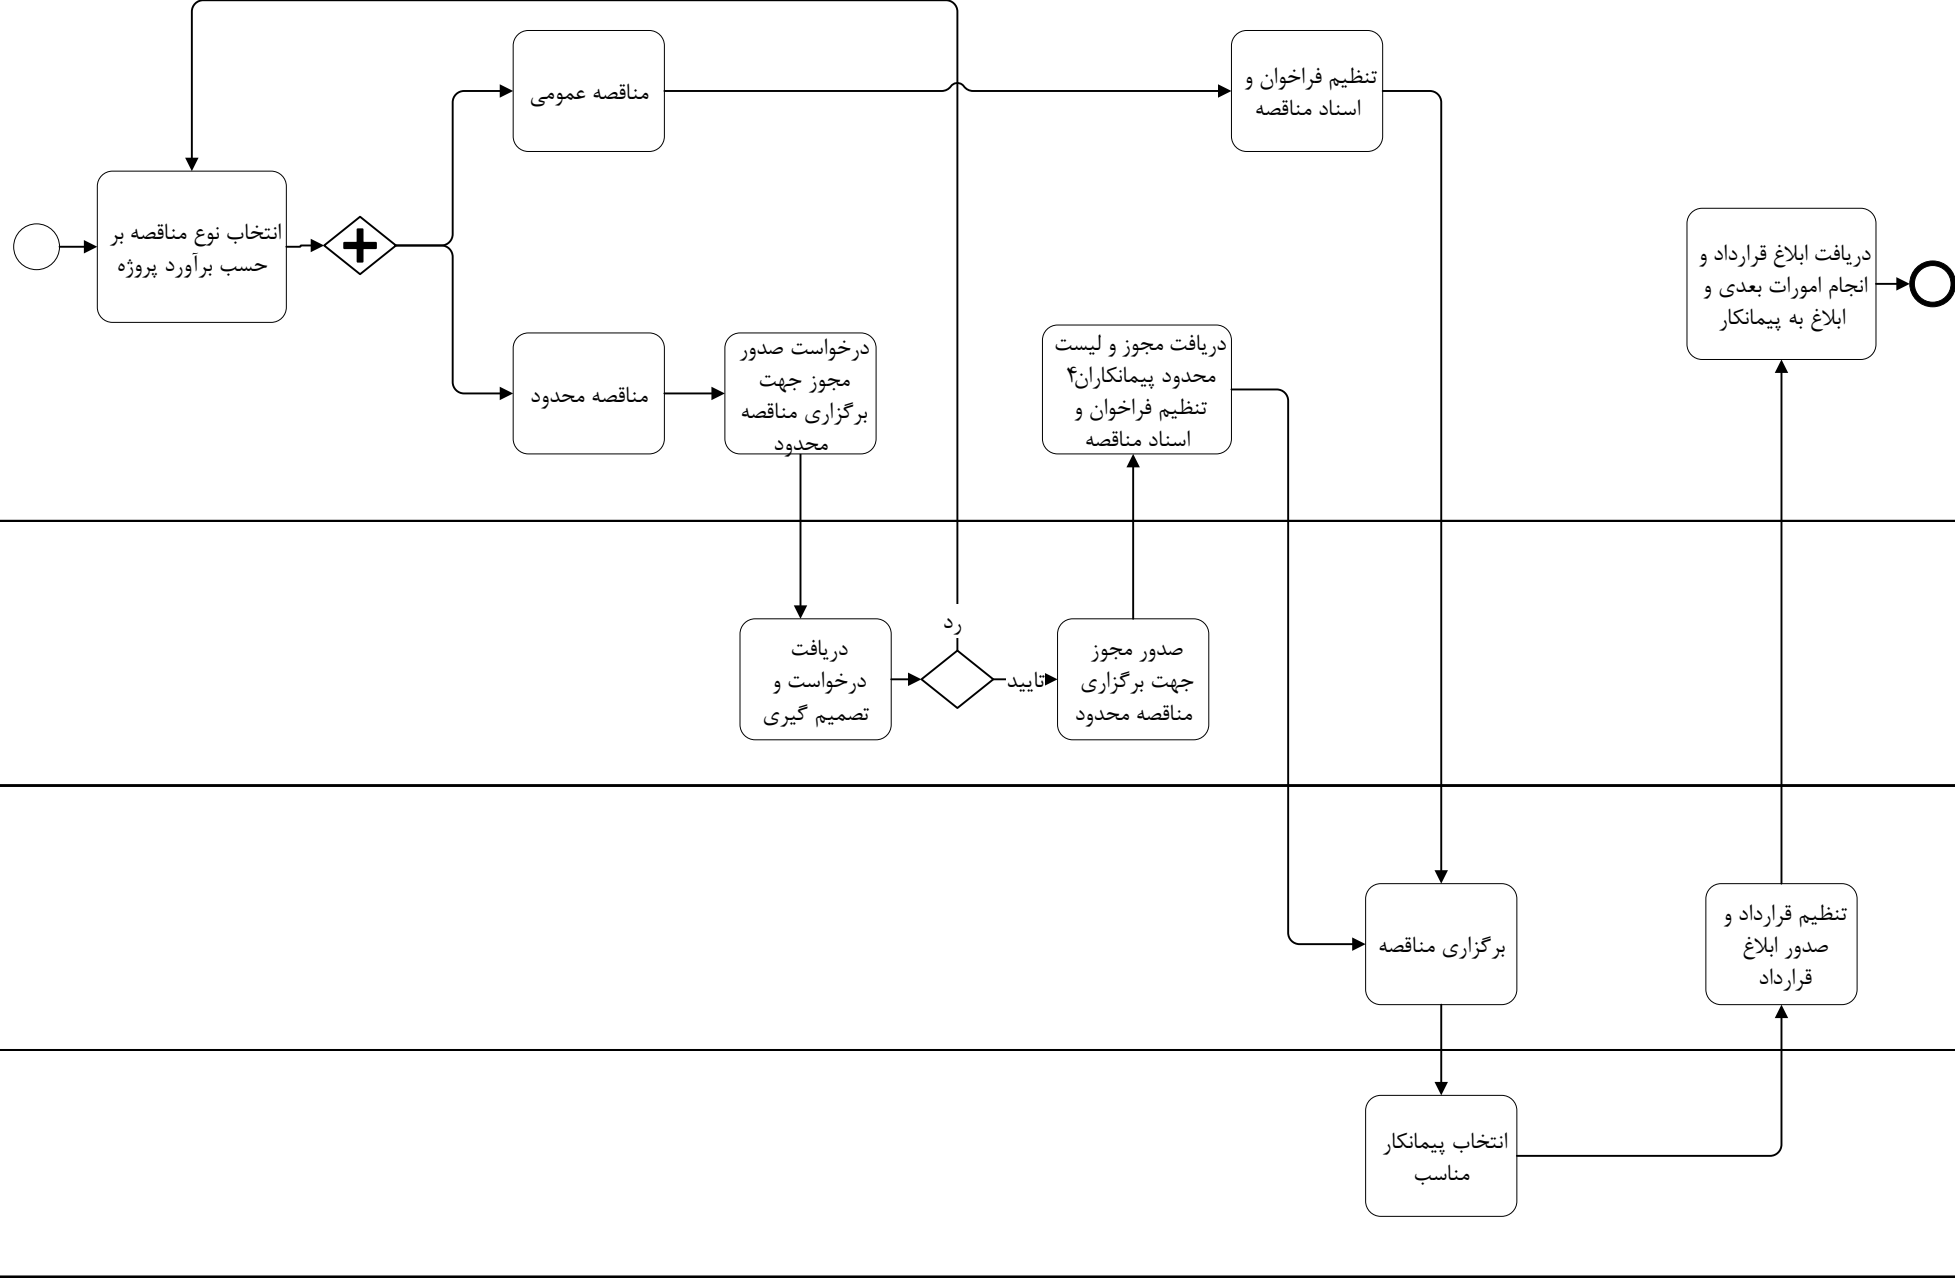 مناقصه عمومی
تنظیم فراخوان و
اسناد مناقصه
انتخاب نوع مناقصه بر
حسب برآورد پروژه
دریافت ابلاغ قرارداد و
انجام امورات بعدی و
ابلاغ به پیمانکار
مناقصه محدود
درخواست صدور
مجوز جهت
برگزاری مناقصه
محدود
دریافت مجوز و لیست
محدود پیمانکاران۴
تنظیم فراخوان و
اسناد مناقصه
رد
دریافت
درخواست و
تصمیم گیری
تایید
صدور مجوز
جهت برگزاری
مناقصه محدود
برگزاری مناقصه
تنظیم قرارداد و
صدور ابلاغ
قرارداد
انتخاب پیمانکار
مناسب